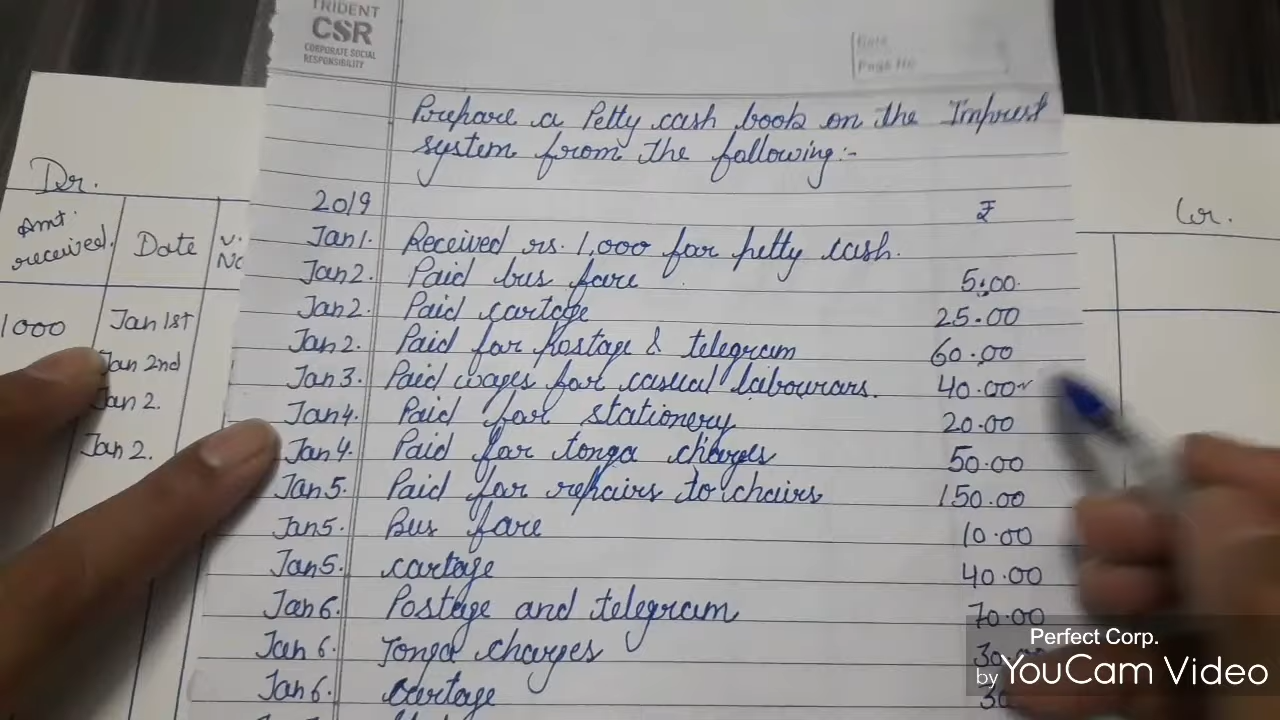 TRIDENT
CSR
CORPORATE SOCIAL
RESPONSIBILITY
Date
Page No
Prepare a Petty cash book on the Imprest
system from the following:-
2019 ₹
Jan 1. Received rs. 1,000 for petty cash.
Jan 2. Paid bus fare 5.00
Jan 2. Paid cartage 25.00
Jan 2. Paid for Postage & telegram 60.00
Jan 3. Paid wages for casual labourars. 40.00
Jan 4. Paid for stationery 20.00
Jan 4. Paid for tonga charges 50.00
Jan 5. Paid for repairs to chairs 150.00
Jan 5. Bus fare 10.00
Jan 5. cartage 40.00
Jan 6. Postage and telegram 70.00
Jan 6. Tonga charges
Jan 6. cartage
Dr.
Amt. received. Date V. No
1000 Jan 1st
Jan 2nd
Jan 2.
Jan 2.
Cr.
Perfect Corp.
by YouCam Video